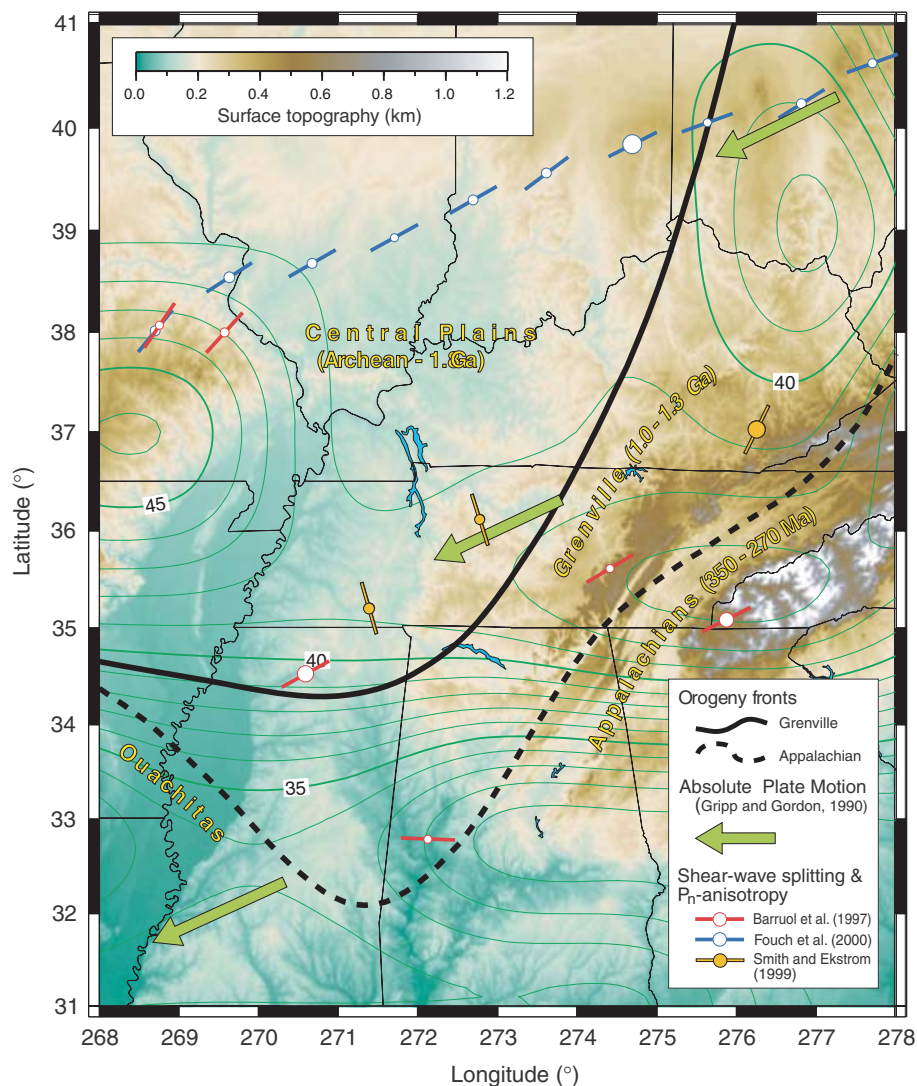 41
40
39
38
37
36
35
34
33
32
31
Latitude (°)
0.0 0.2 0.4 0.6 0.8 1.0 1.2
Surface topography (km)
Central Plains
(Archean - 1.8Ga)
40
45
Grenville (1.0 - 1.3 Ga)
Appalachians (350 - 270 Ma)
40
Ouachitas
35
Orogeny fronts
Grenville
Appalachian
Absolute Plate Motion
(Gripp and Gordon, 1990)
Shear-wave splitting &
Pn-anisotropy
Barruol et al. (1997)
Fouch et al. (2000)
Smith and Ekstrom
(1999)
268 269 270 271 272 273 274 275 276 277 278
Longitude (°)